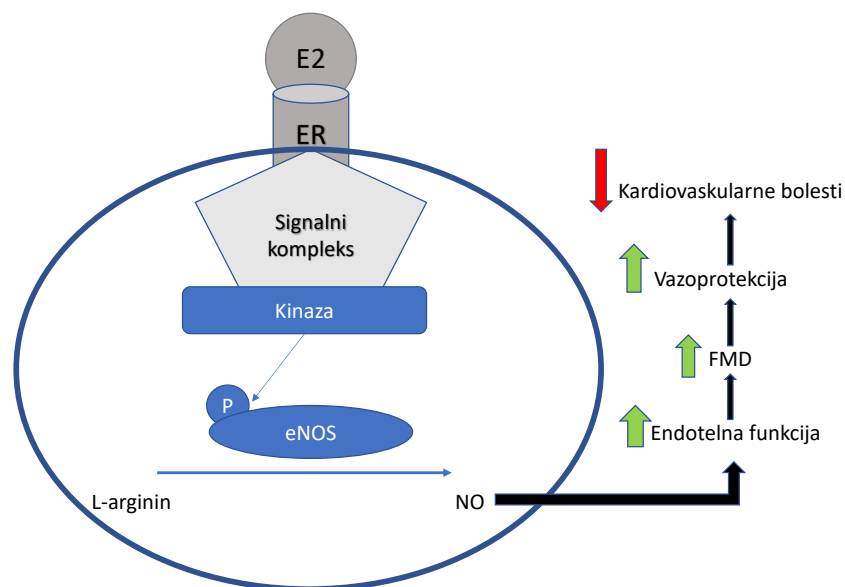 E2
ER
Signalni
kompleks
Kinaza
P
eNOS
L-arginin
NO
Kardiovaskularne bolesti
Vazoprotekcija
FMD
Endotelna funkcija